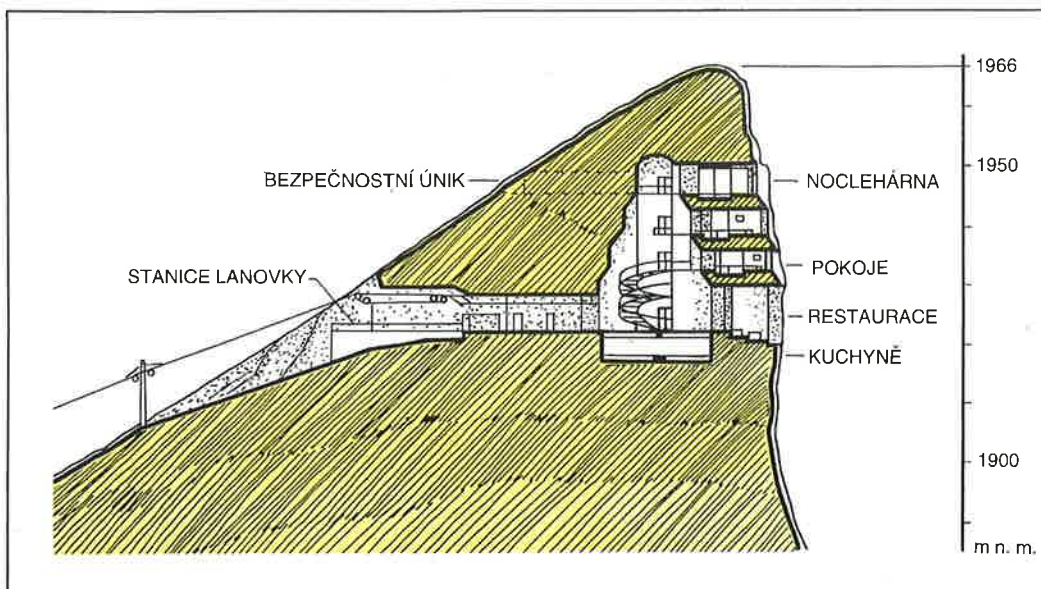 1966
1950
BEZPEČNOSTNÍ ÚNIK
NOCLEHÁRNA
STANICE LANOVKY
POKOJE
RESTAURACE
KUCHYNĚ
1900
m n. m.